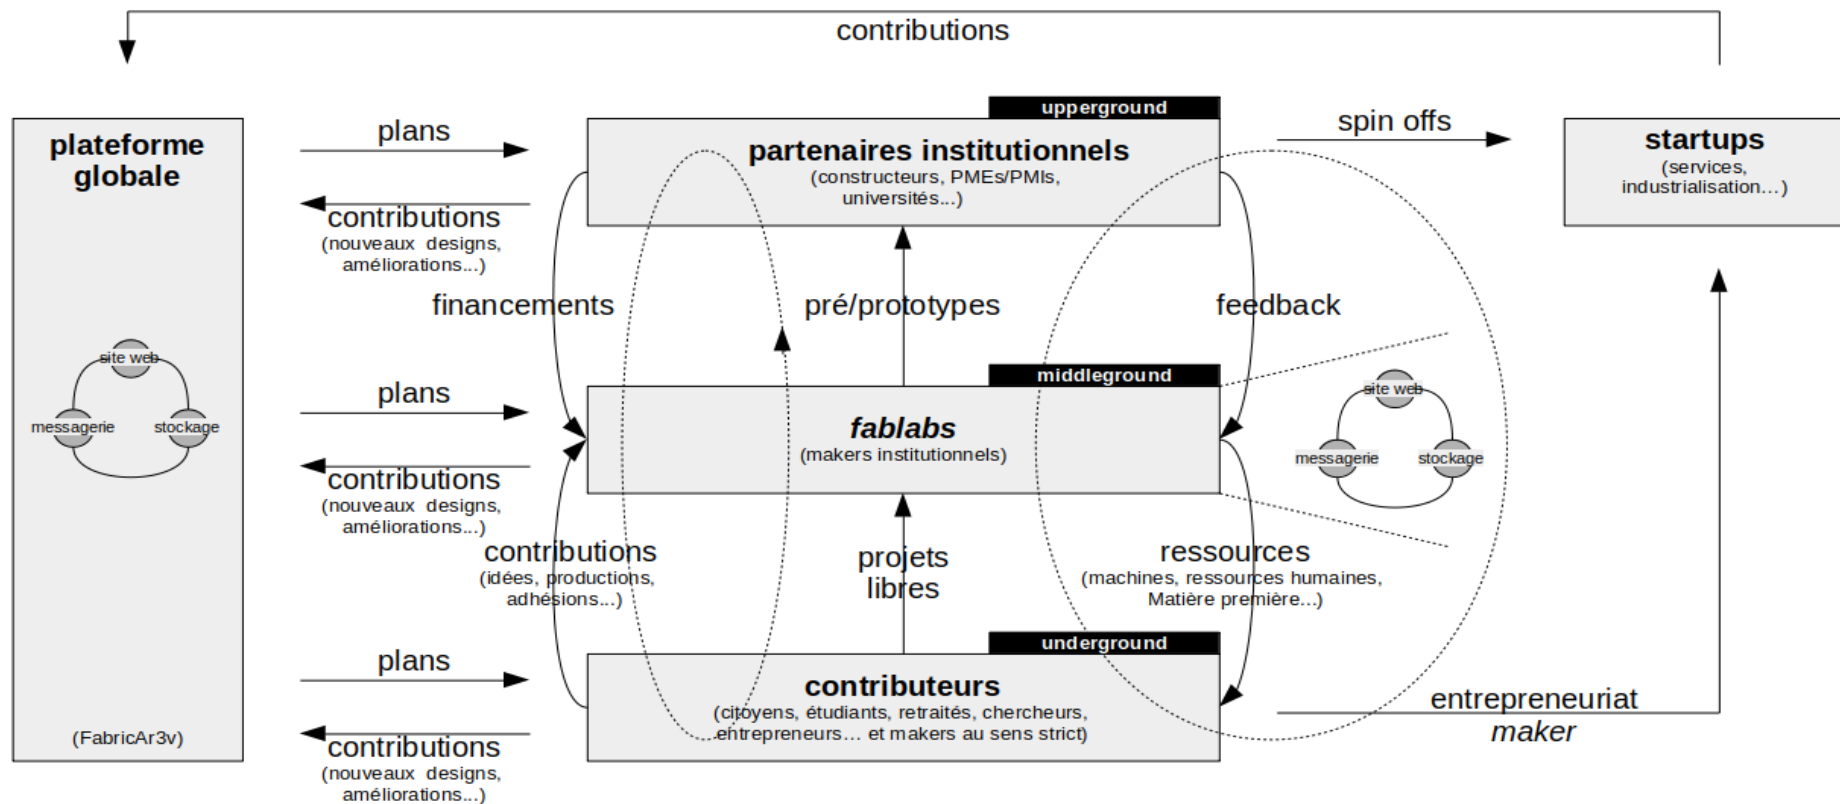 contributions
plateforme
globale
site web
messagerie
stockage
(FabricAr3v)
plans
contributions
(nouveaux designs,
améliorations...)
plans
contributions
(nouveaux designs,
améliorations...)
plans
contributions
(nouveaux designs,
améliorations...)
upperground
partenaires institutionnels
(constructeurs, PMEs/PMIs,
universités...)
financements
pré/prototypes
feedback
middleground
fablabs
(makers institutionnels)
contributions
(idées, productions,
adhésions...)
projets
libres
ressources
(machines, ressources humaines,
Matière première...)
underground
contributeurs
(citoyens, étudiants, retraités, chercheurs,
entrepreneurs... et makers au sens strict)
spin offs
startups
(services,
industrialisation...)
site web
messagerie
stockage
entrepreneuriat
maker